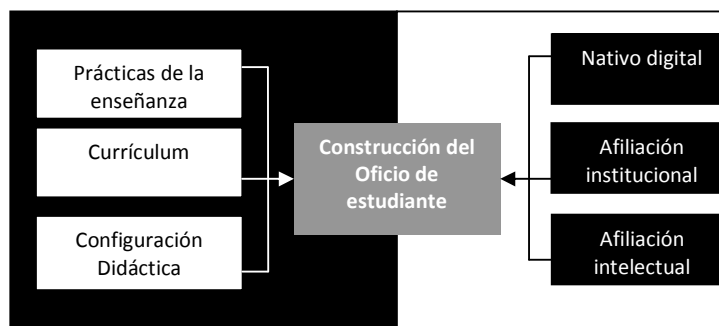 Prácticas de la
enseñanza
Currículum
Configuración
Didáctica
Construcción del
Oficio de
estudiante
Nativo digital
Afiliación
institucional
Afiliación
intelectual